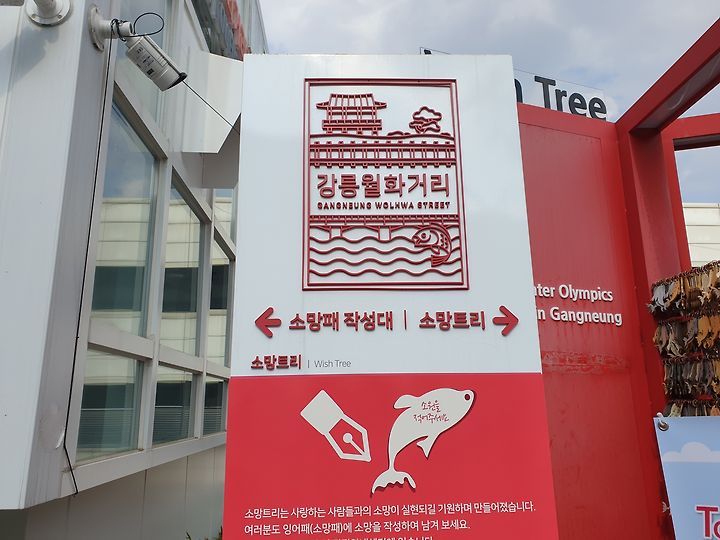 Tree
강릉월화거리
GANGNEUNG WOLHWA STREET
소망패 작성대 | 소망트리
소망트리 | Wish Tree
Olympics
in Gangneung
소원을
적어주세요
소망트리는 사랑하는 사람들과의 소망이 실현되길 기원하며 만들어졌습니다.
여러분도 잉어패(소망패)에 소망을 작성하여 남겨 보세요.